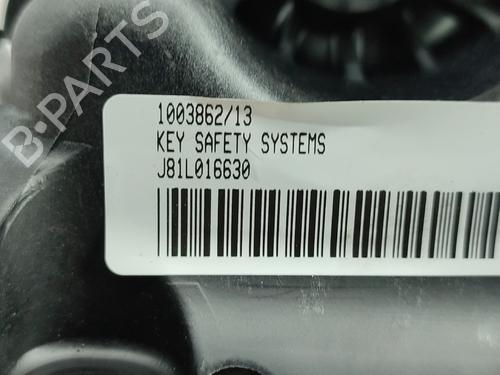 B-PARTS
1003862/13
KEY SAFETY SYSTEMS
J81L016630